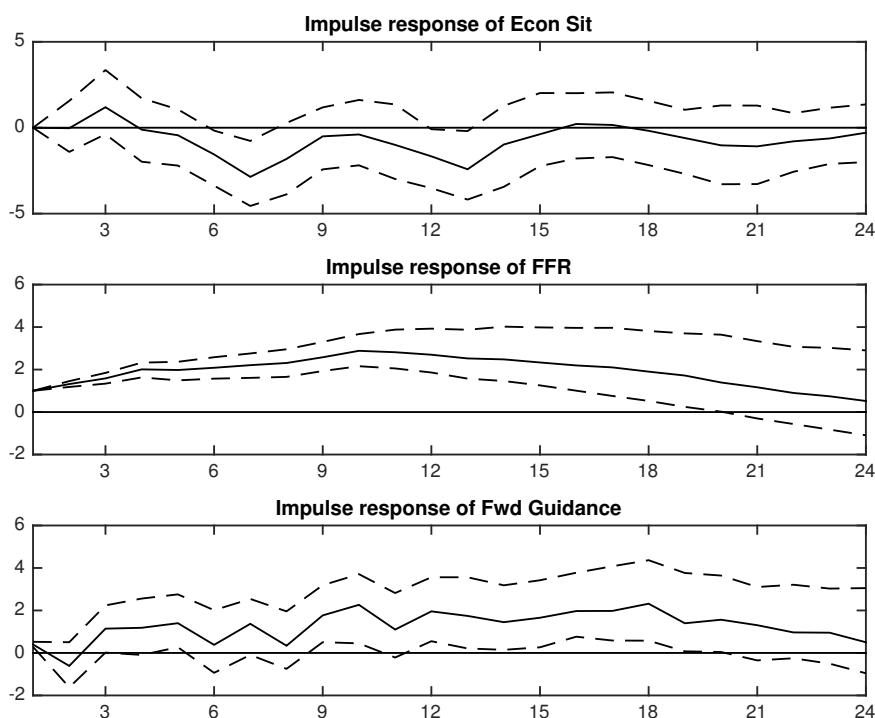 Impulse response of Econ Sit
5
0
-5
3 6 9 12 15 18 21 24
Impulse response of FFR
6
4
2
0
-2
3 6 9 12 15 18 21 24
Impulse response of Fwd Guidance
6
4
2
0
-2
3 6 9 12 15 18 21 24